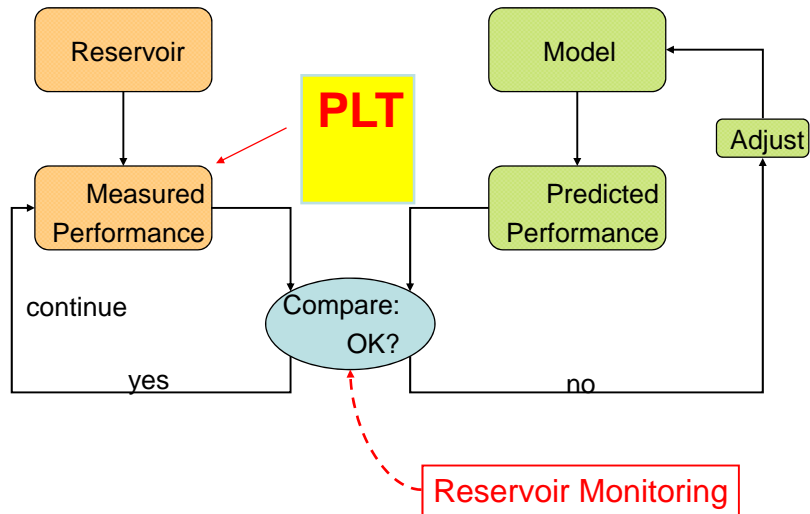 Reservoir
Model
PLT
Adjust
Measured
Performance
Predicted
Performance
continue
Compare:
OK?
yes
no
Reservoir Monitoring